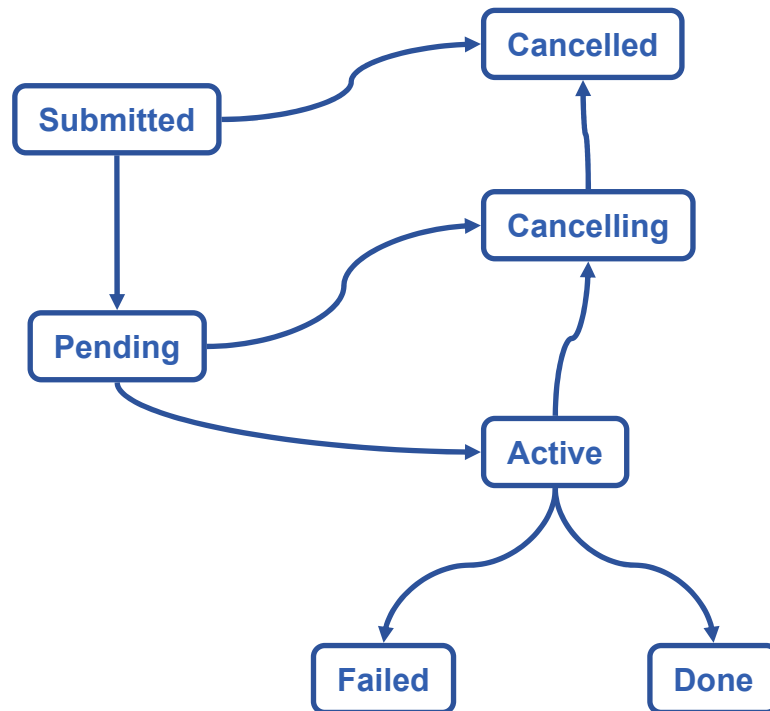 Cancelled
Submitted
Cancelling
Pending
Active
Failed
Done